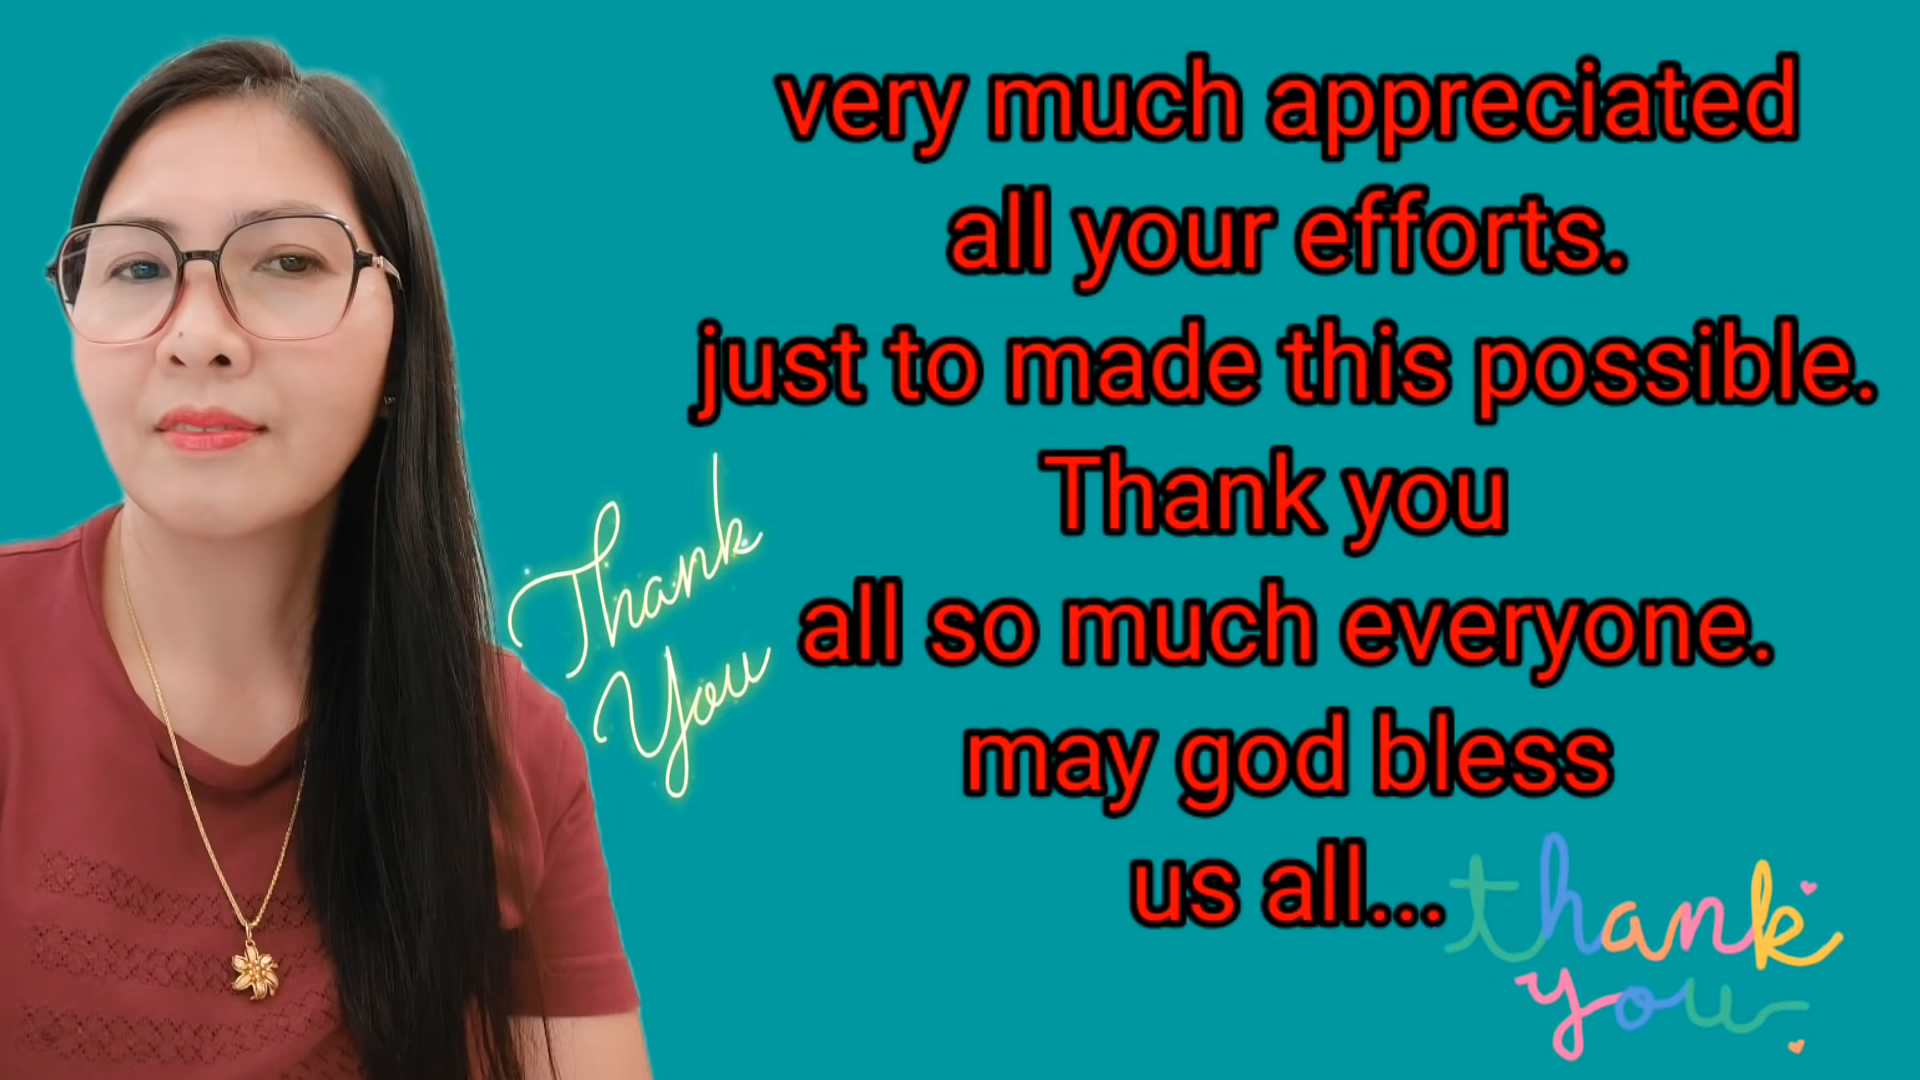 very much appreciated
all your efforts.
just to made this possible.
Thank you
all so much everyone.
may god bless
us all...
Thank
You
thank
you